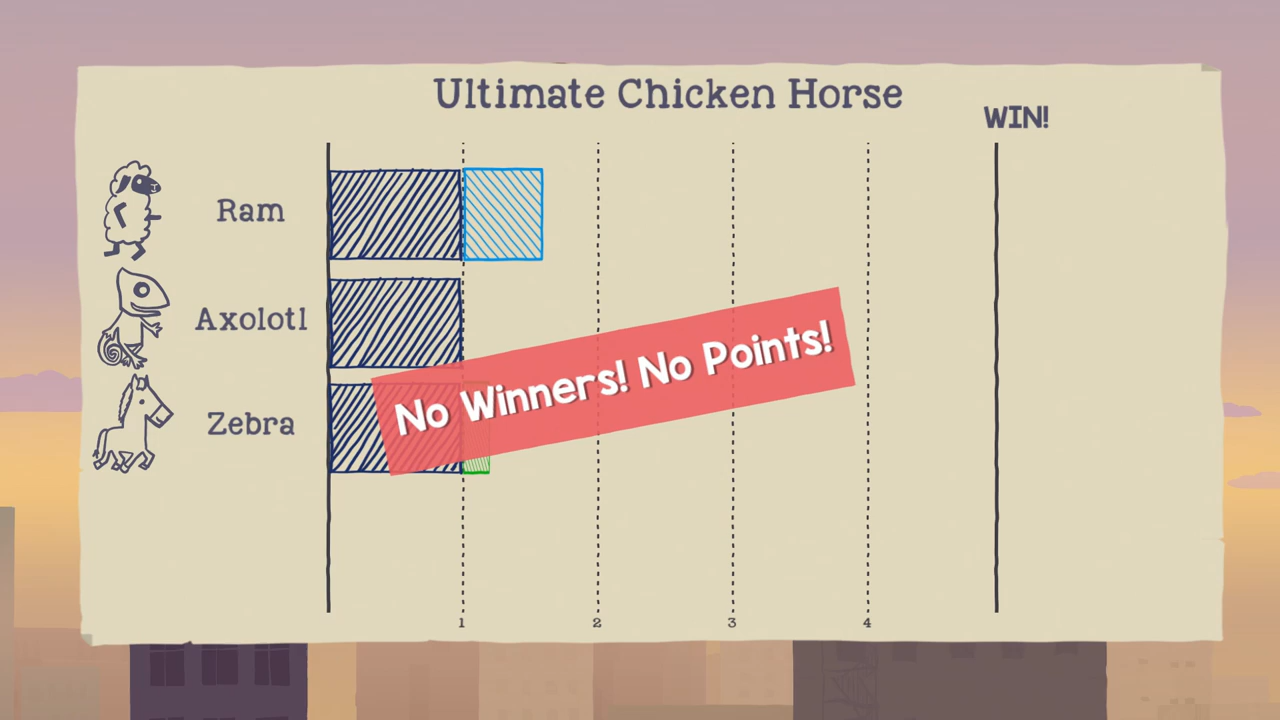 Ultimate Chicken Horse
WIN!
Ram
Axolotl
No Winners! No Points!
Zebra
1 2 3 4